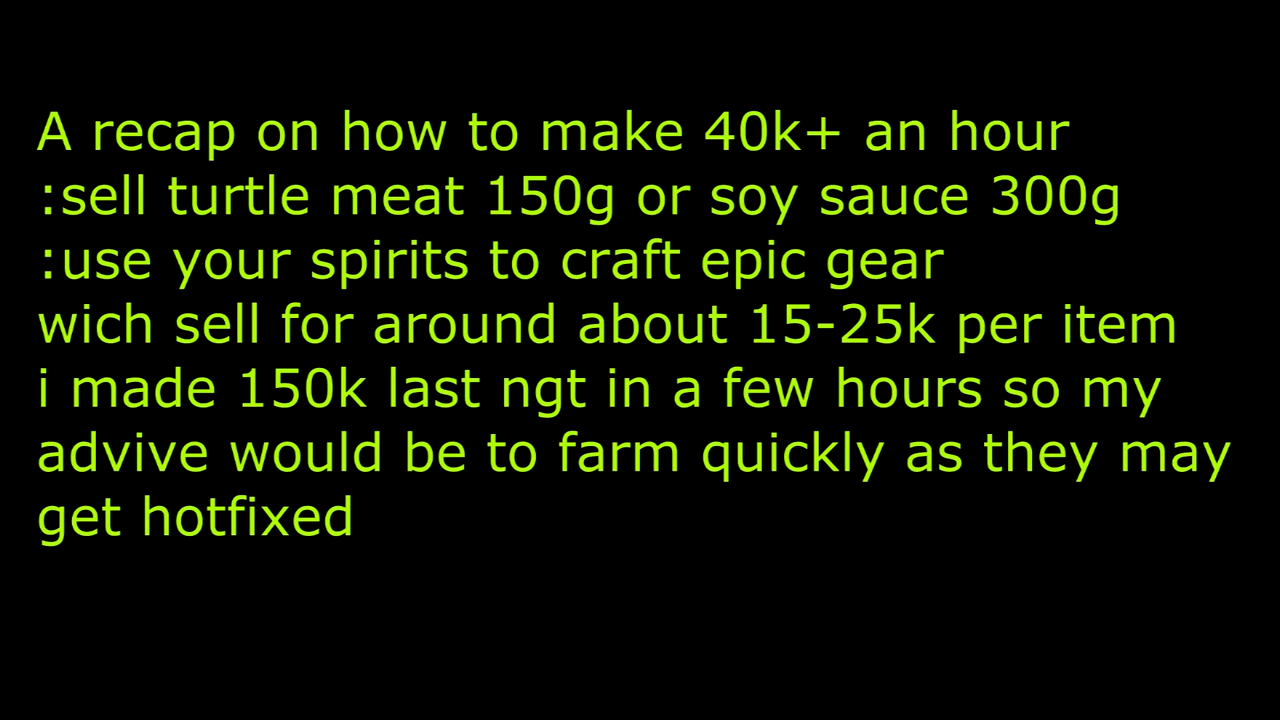 A recap on how to make 40k+ an hour
:sell turtle meat 150g or soy sauce 300g
:use your spirits to craft epic gear
wich sell for around about 15-25k per item
i made 150k last ngt in a few hours so my
advive would be to farm quickly as they may
get hotfixed